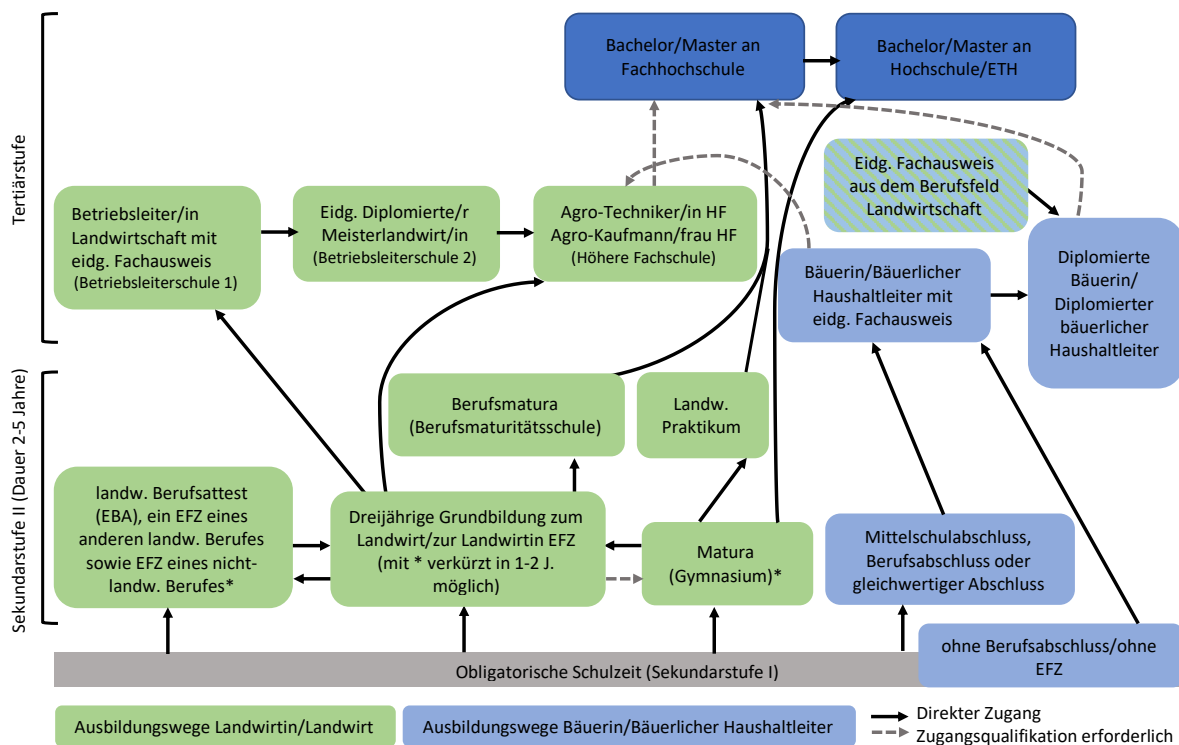 Bachelor/Master an
Fachhochschule
Bachelor/Master an
Hochschule/ETH
Tertiärstufe
Eidg. Fachausweis
aus dem Berufsfeld
Landwirtschaft
Betriebsleiter/in
Landwirtschaft mit
eidg. Fachausweis
(Betriebsleiterschule 1)
Eidg. Diplomierte/r
Meisterlandwirt/in
(Betriebsleiterschule 2)
Agro-Techniker/in HF
Agro-Kaufmann/frau HF
(Höhere Fachschule)
Bäuerin/Bäuerlicher
Haushaltleiter mit
eidg. Fachausweis
Diplomierte
Bäuerin/
Diplomierter
bäuerlicher
Haushaltleiter
Sekundarstufe II (Dauer 2-5 Jahre)
Berufsmatura
(Berufsmaturitätsschule)
Landw.
Praktikum
landw. Berufsattest
(EBA), ein EFZ eines
anderen landw. Berufes
sowie EFZ eines nicht-
landw. Berufes*
Dreijährige Grundbildung zum
Landwirt/zur Landwirtin EFZ
(mit * verkürzt in 1-2 J.
möglich)
Matura
(Gymnasium)*
Mittelschulabschluss,
Berufsabschluss oder
gleichwertiger Abschluss
ohne Berufsabschluss/ohne
EFZ
Obligatorische Schulzeit (Sekundarstufe I)
Ausbildungswege Landwirtin/Landwirt
Ausbildungswege Bäuerin/Bäuerlicher Haushaltleiter
Direkter Zugang
Zugangsqualifikation erforderlich